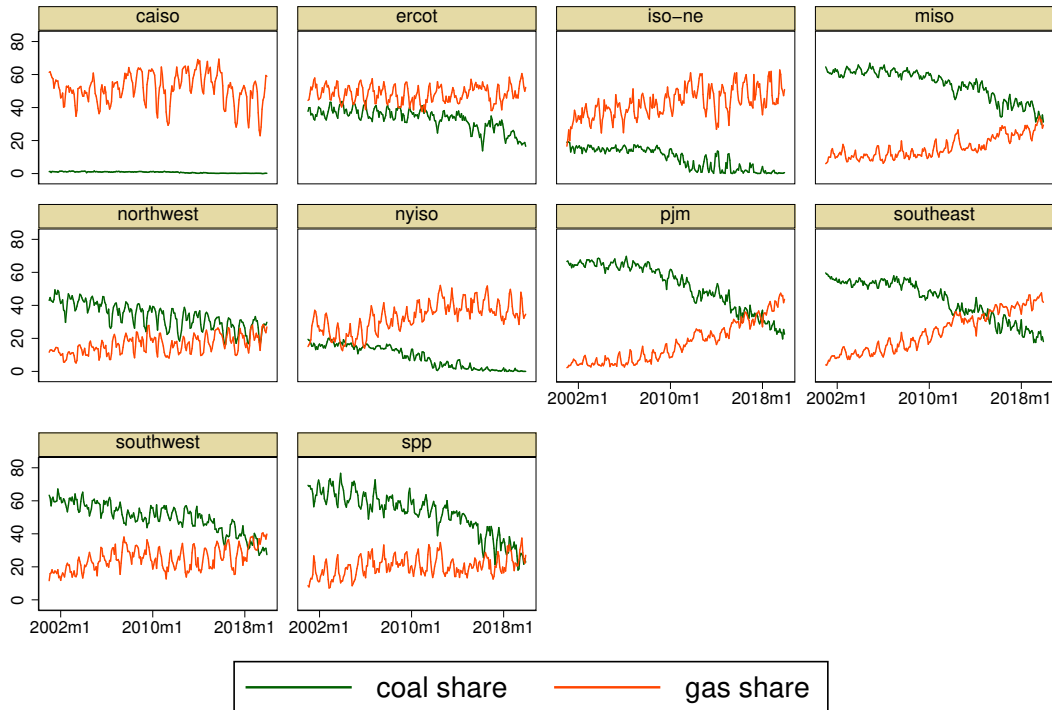 caiso ercot iso-ne miso
80
60
40
20
0
northwest nyiso pjm southeast
80
60
40
20
0
2002m1 2010m1 2018m1 2002m1 2010m1 2018m1
southwest spp
80
60
40
20
0
2002m1 2010m1 2018m1 2002m1 2010m1 2018m1
coal share gas share